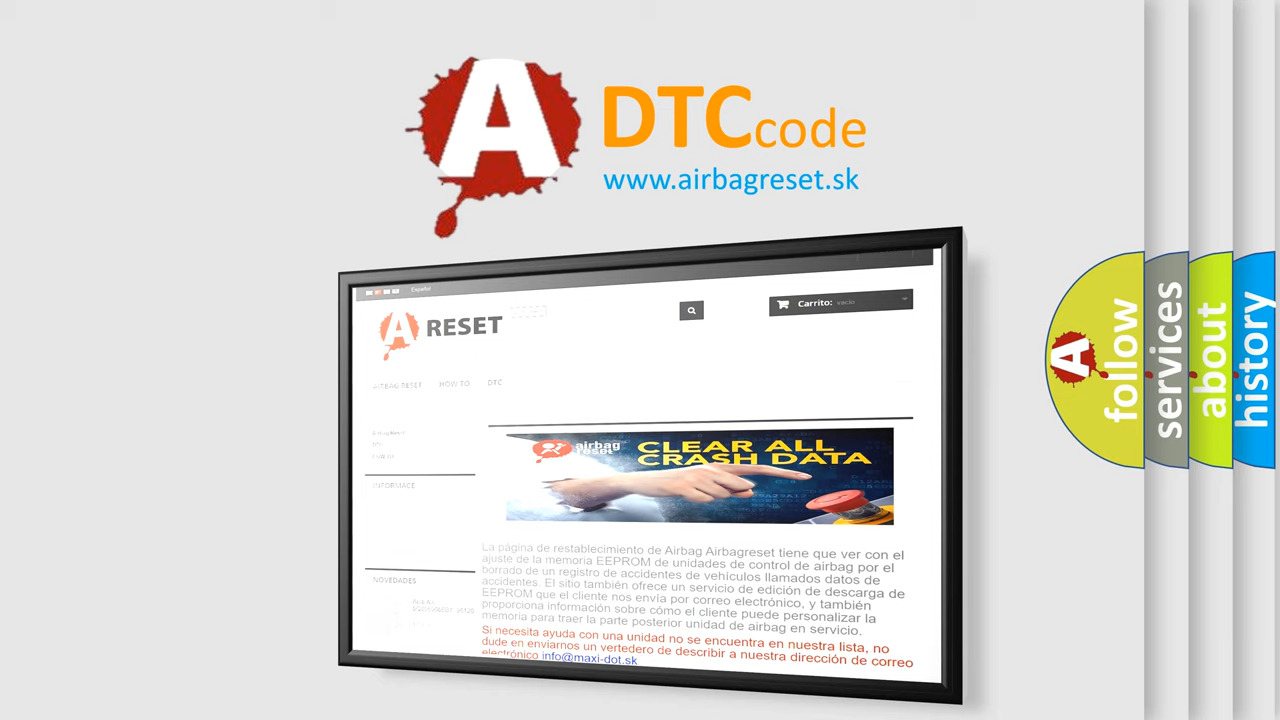 A
DTC code
www.airbagreset.sk
Español
A RESET
Carrito: vacío
AIRBAG RESET HOW TO DTC
INFORMACE
airbag
reset
CLEAR ALL
CRASH DATA
La página de restablecimiento de Airbag Airbagreset tiene que ver con el
ajuste de la memoria EEPROM de unidades de control de airbag por el
borrado de un registro de accidentes de vehículos llamados datos de
accidentes. El sitio también ofrece un servicio de edición de descarga de
EEPROM que el cliente nos envía por correo electrónico, y también
proporciona información sobre cómo el cliente puede personalizar la
memoria para traer la parte posterior unidad de airbag en servicio.
Si necesita ayuda con una unidad no se encuentra en nuestra lista, no
dude en enviarnos un vertedero de describir a nuestra dirección de correo
electrónico info@maxi-dot.sk
NOVEDADES
A
follow
services
about
history